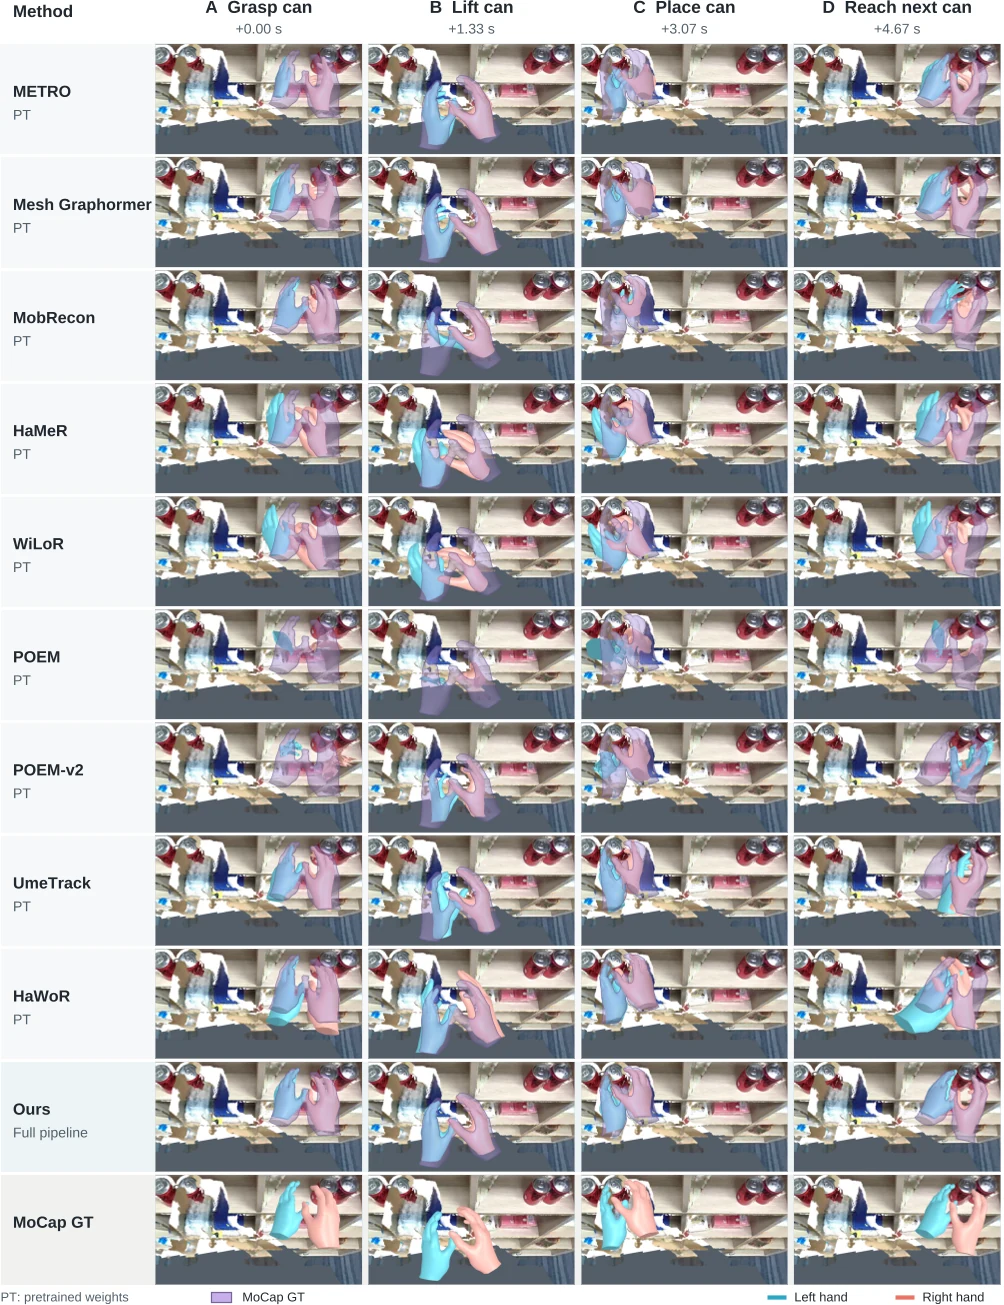 Method
A Grasp can
B Lift can
C Place can
D Reach next can
+0.00 s
+1.33 s
+3.07 s
+4.67 s
METRO
PT
Mesh Graphormer
PT
MobRecon
PT
HaMeR
PT
WiLoR
PT
POEM
PT
POEM-v2
PT
UmeTrack
PT
HaWoR
PT
Ours
Full pipeline
MoCap GT
PT: pretrained weights
MoCap GT
Left hand
Right hand